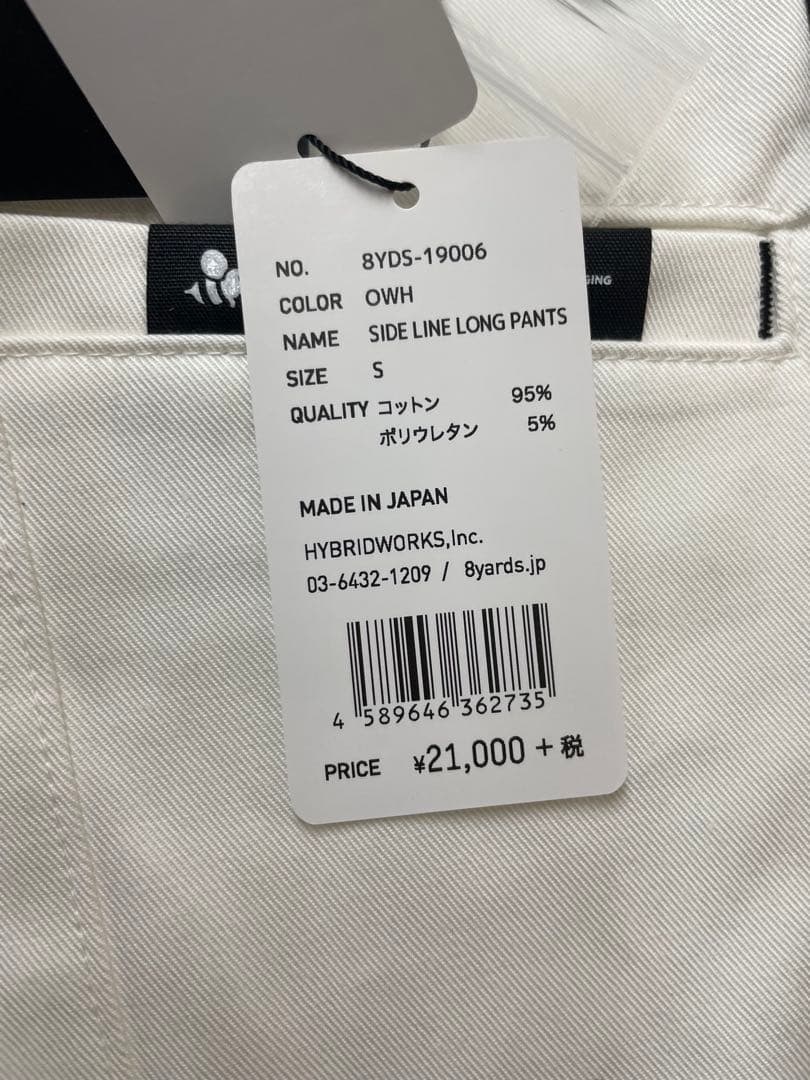 NO. 8YDS-19006
COLOR OWH
NAME SIDE LINE LONG PANTS
SIZE S
QUALITY コットン 95%
ポリウレタン 5%
MADE IN JAPAN
HYBRIDWORKS,Inc.
03-6432-1209 / 8yards.jp
4 589646 362735
PRICE ¥21,000 + 税